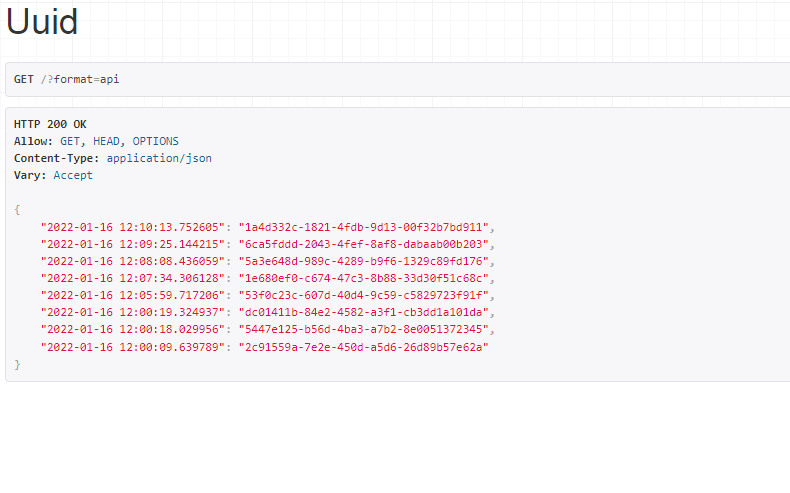 Uuid
GET /?format=api
HTTP 200 OK
Allow: GET, HEAD, OPTIONS
Content-Type: application/json
Vary: Accept
{
"2022-01-16 12:10:13.752605": "1a4d332c-1821-4fdb-9d13-00f32b7bd911",
"2022-01-16 12:09:25.144215": "6ca5fddd-2043-4fef-8af8-dabaab00b203",
"2022-01-16 12:08:08.436059": "5a3e648d-989c-4289-b9f6-1329c89fd176",
"2022-01-16 12:07:34.306128": "1e680ef0-c674-47c3-8b88-33d30f51c68c",
"2022-01-16 12:05:59.717206": "53f0c23c-607d-40d4-9c59-c5829723f91f",
"2022-01-16 12:00:19.324937": "dc01411b-84e2-4582-a3f1-cb3dd1a101da",
"2022-01-16 12:00:18.029956": "5447e125-b56d-4ba3-a7b2-8e0051372345",
"2022-01-16 12:00:09.639789": "2c91559a-7e2e-450d-a5d6-26d89b57e62a"
}